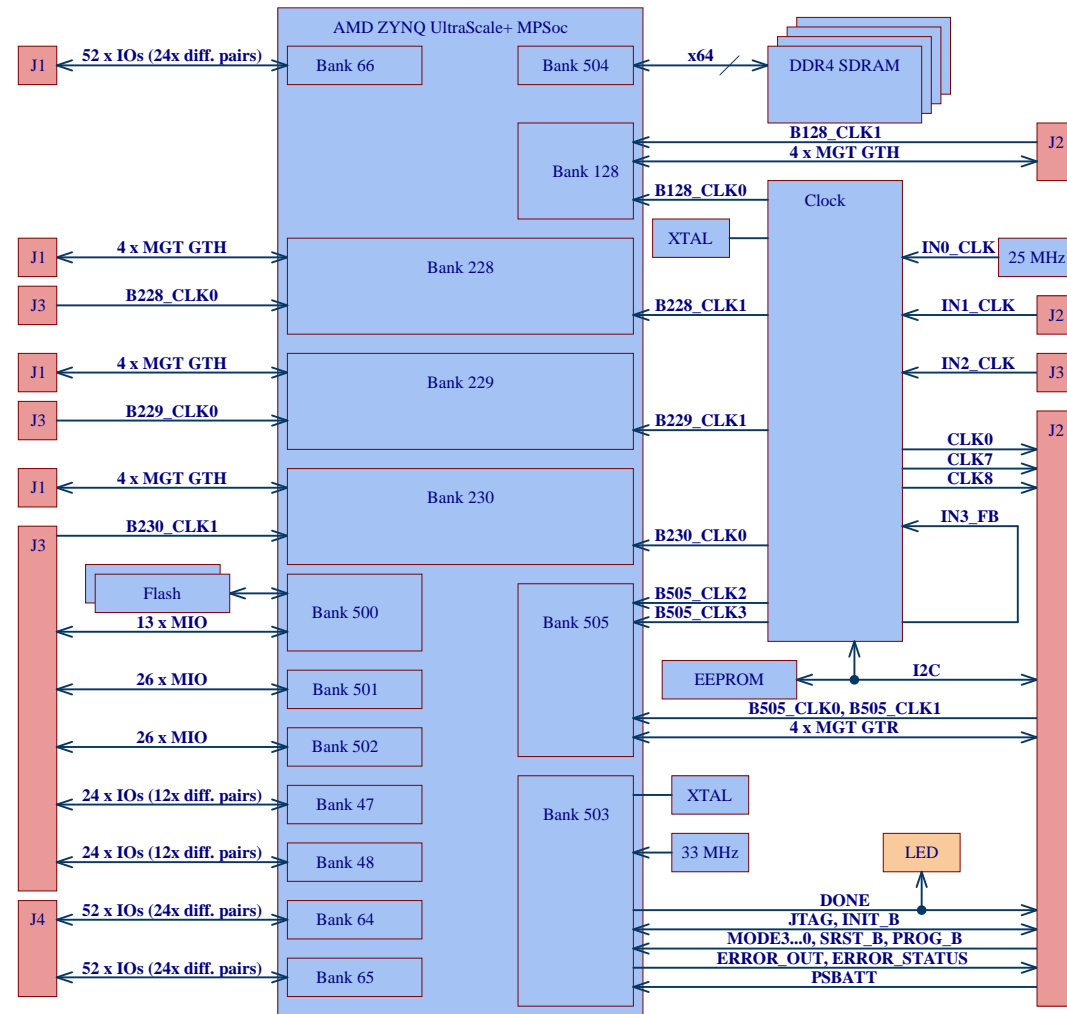 AMD ZYNQ UltraScale+ MPSoc
J1
52 x IOs (24x diff. pairs)
Bank 66
Bank 504
x64
DDR4 SDRAM
B128_CLK1
4 x MGT GTH
J2
Bank 128
B128_CLK0
Clock
XTAL
J1
4 x MGT GTH
Bank 228
IN0_CLK
25 MHz
J3
B228_CLK0
B228_CLK1
IN1_CLK
J2
J1
4 x MGT GTH
Bank 229
IN2_CLK
J3
J3
B229_CLK0
B229_CLK1
J2
CLK0
CLK7
CLK8
J1
4 x MGT GTH
Bank 230
J3
B230_CLK1
B230_CLK0
IN3_FB
Flash
Bank 500
13 x MIO
B505_CLK2
B505_CLK3
Bank 505
26 x MIO
Bank 501
EEPROM
I2C
B505_CLK0, B505_CLK1
4 x MGT GTR
26 x MIO
Bank 502
24 x IOs (12x diff. pairs)
Bank 47
XTAL
Bank 503
24 x IOs (12x diff. pairs)
Bank 48
33 MHz
LED
J4
52 x IOs (24x diff. pairs)
Bank 64
DONE
JTAG, INIT_B
MODE3...0, SRST_B, PROG_B
ERROR_OUT, ERROR_STATUS
PSBATT
52 x IOs (24x diff. pairs)
Bank 65